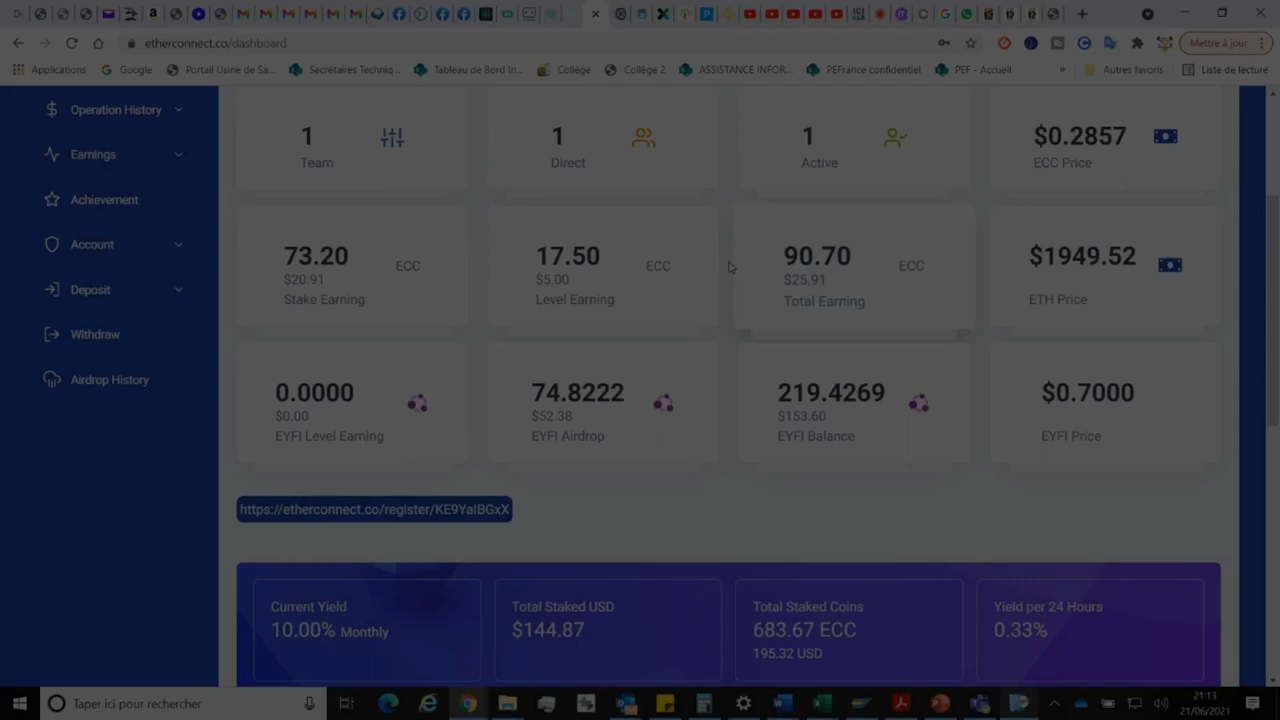 etherconnect.co/dashboard
Mettre à jour
Applications
Google
Portail Usine de Sa...
Secrétaires Techniq...
Tableau de Bord In...
Collège
Collège 2
ASSISTANCE INFOR...
PEFrance confidentiel
PEF - Accueil
»
Autres favoris
Liste de lecture
Operation History
Earnings
Achievement
Account
Deposit
Withdraw
Airdrop History
1
Team
1
Direct
1
Active
$0.2857
ECC Price
73.20
$20.91
Stake Earning
ECC
17.50
$5.00
Level Earning
ECC
90.70
$25.91
Total Earning
ECC
$1949.52
ETH Price
0.0000
$0.00
EYFI Level Earning
74.8222
$52.38
EYFI Airdrop
219.4269
$153.60
EYFI Balance
$0.7000
EYFI Price
https://etherconnect.co/register/KE9YaIBGxX
Current Yield
10.00% Monthly
Total Staked USD
$144.87
Total Staked Coins
683.67 ECC
195.32 USD
Yield per 24 Hours
0.33%
Taper ici pour rechercher
21:13
21/06/2021